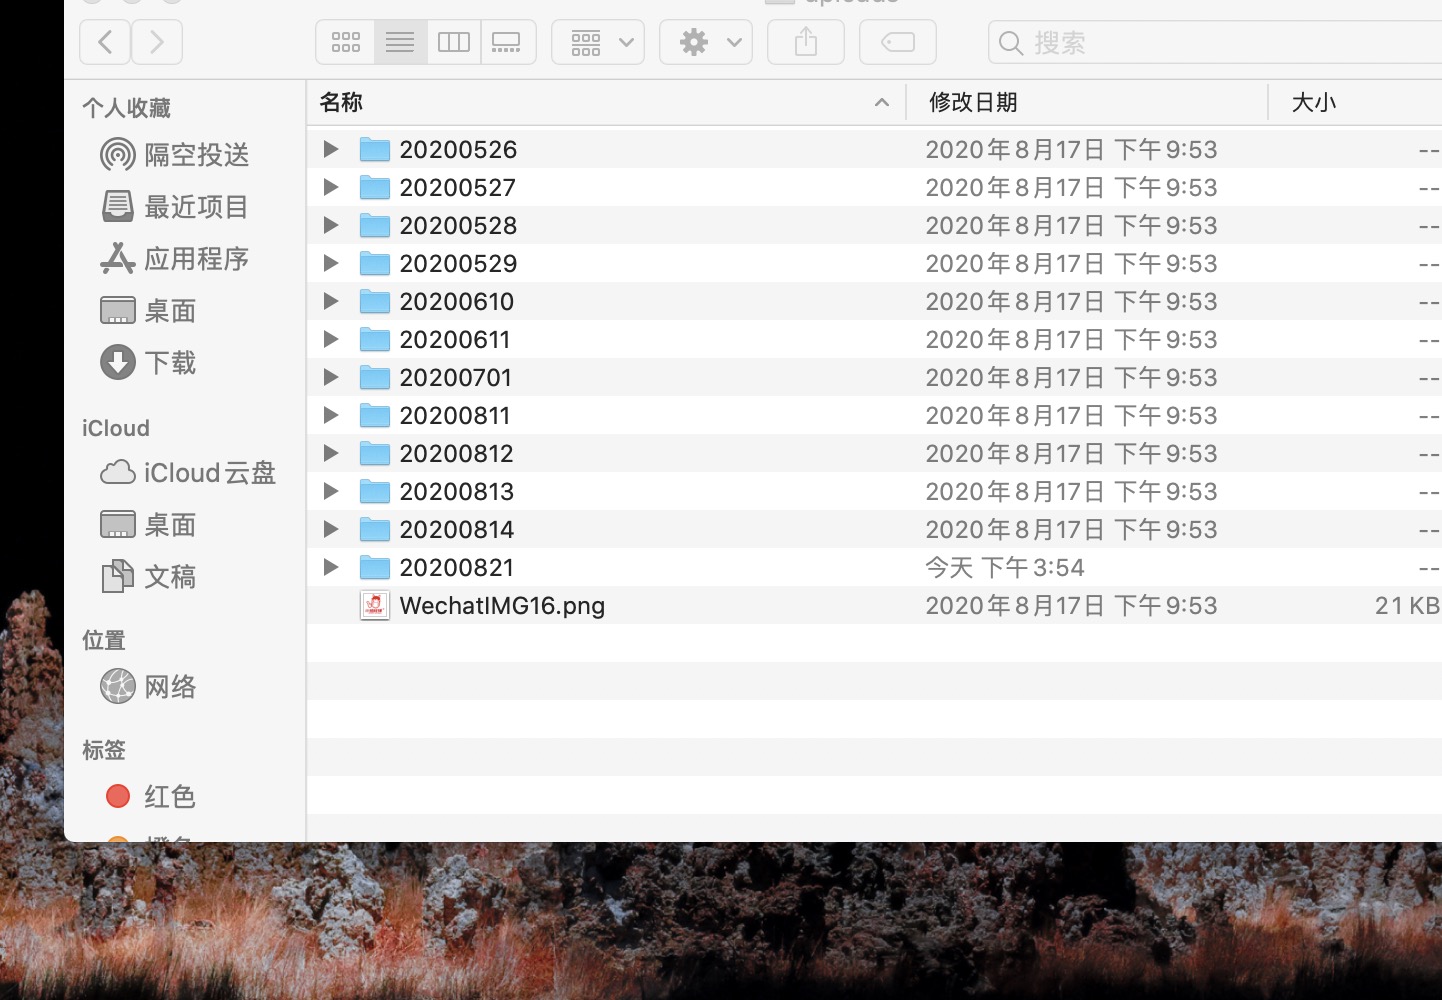 uploads
搜索
名称 修改日期 大小
个人收藏
隔空投送
最近项目
应用程序
桌面
下载
iCloud
iCloud云盘
桌面
文稿
位置
网络
标签
红色
橙色
20200526 2020年8月17日 下午9:53 --
20200527 2020年8月17日 下午9:53 --
20200528 2020年8月17日 下午9:53 --
20200529 2020年8月17日 下午9:53 --
20200610 2020年8月17日 下午9:53 --
20200611 2020年8月17日 下午9:53 --
20200701 2020年8月17日 下午9:53 --
20200811 2020年8月17日 下午9:53 --
20200812 2020年8月17日 下午9:53 --
20200813 2020年8月17日 下午9:53 --
20200814 2020年8月17日 下午9:53 --
20200821 今天 下午3:54 --
WechatIMG16.png 2020年8月17日 下午9:53 21 KB